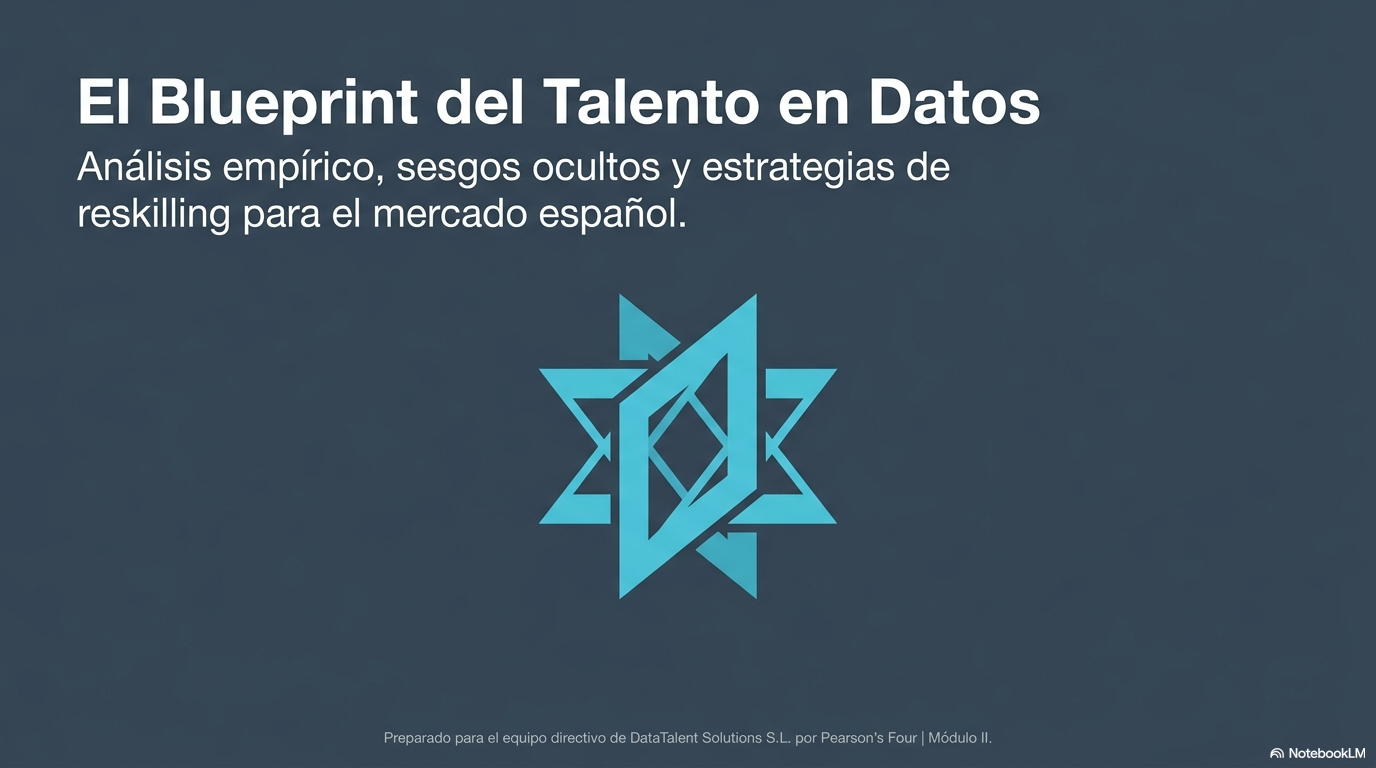 El Blueprint del Talento en Datos
Análisis empírico, sesgos ocultos y estrategias de
reskilling para el mercado español.
Preparado para el equipo directivo de DataTalent Solutions S.L. por Pearson's Four | Módulo II.
NotebookLM